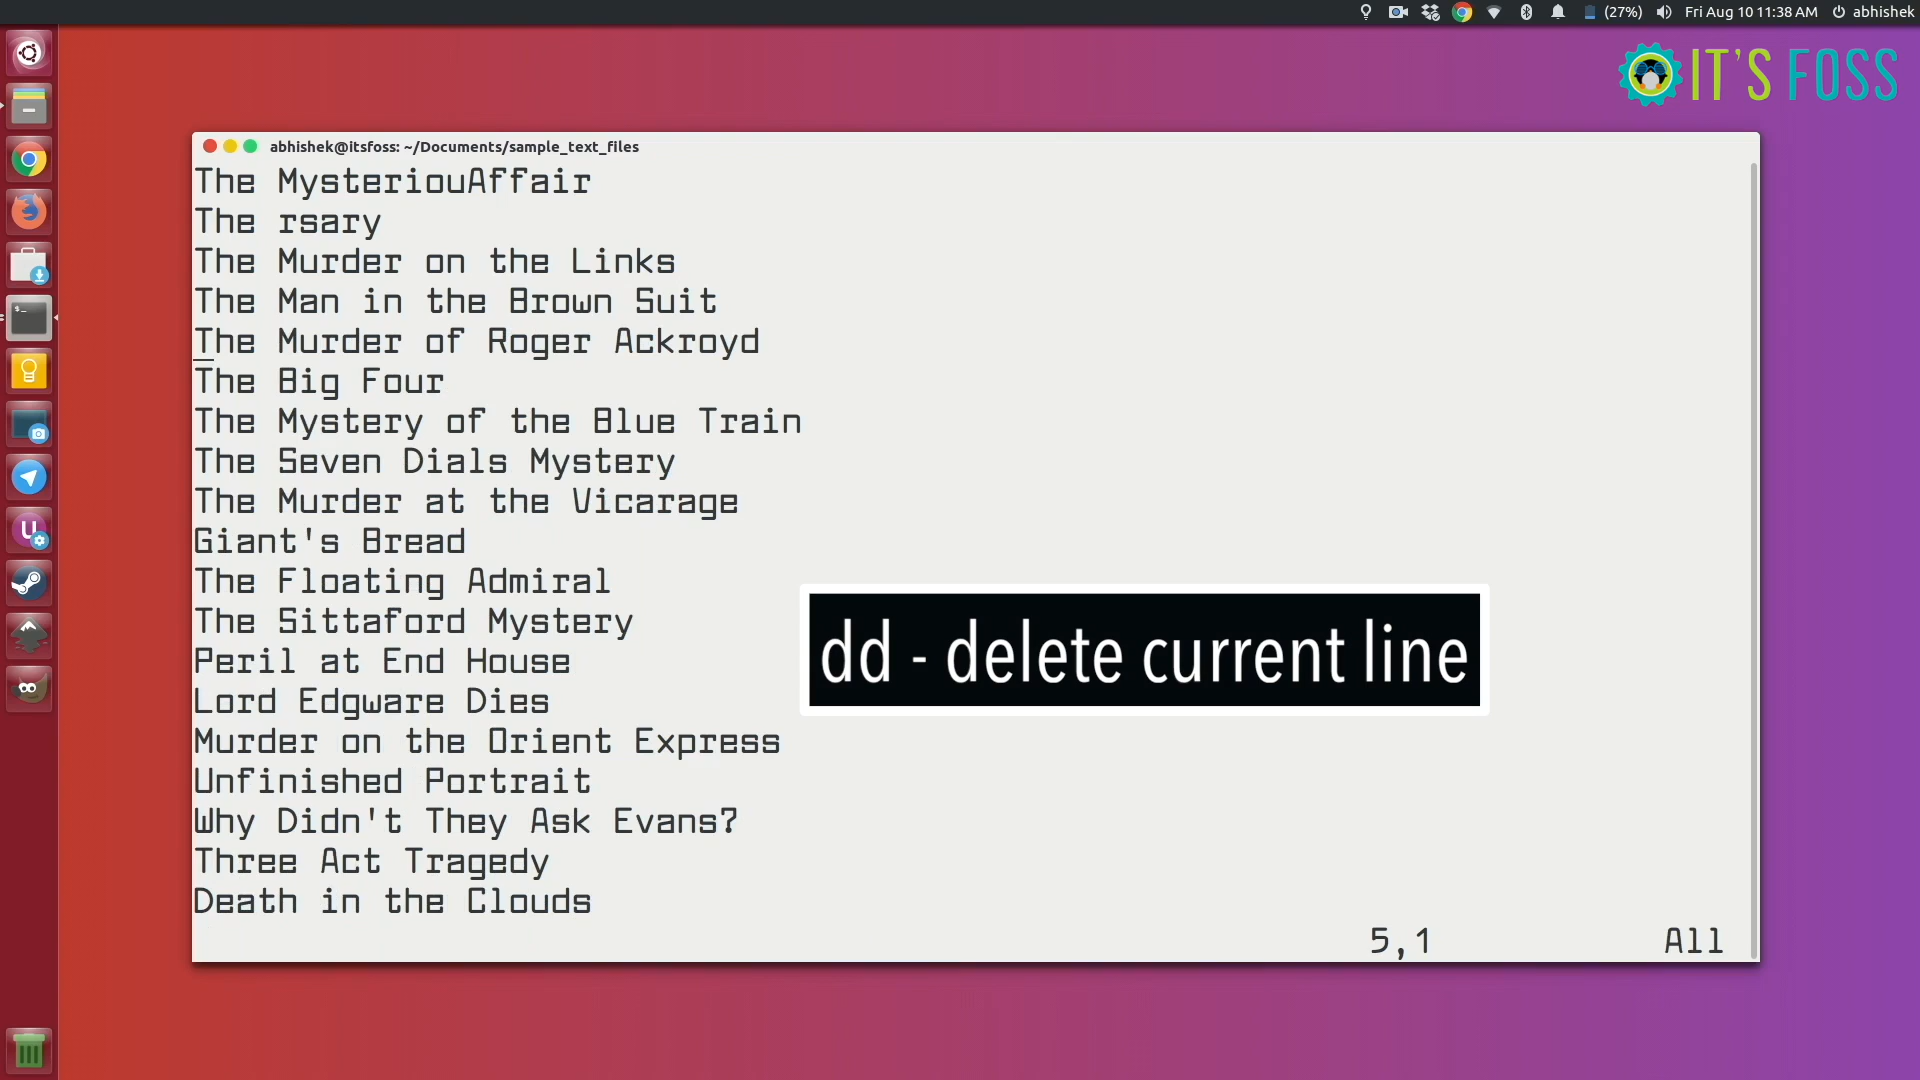 (27%) Fri Aug 10 11:38 AM abhishek
IT'S FOSS
abhishek@itsfoss: ~/Documents/sample_text_files
The MysteriouAffair
The rsary
The Murder on the Links
The Man in the Brown Suit
The Murder of Roger Ackroyd
The Big Four
The Mystery of the Blue Train
The Seven Dials Mystery
The Murder at the Vicarage
Giant's Bread
The Floating Admiral
The Sittaford Mystery
Peril at End House
Lord Edgware Dies
Murder on the Orient Express
Unfinished Portrait
Why Didn't They Ask Evans?
Three Act Tragedy
Death in the Clouds
dd - delete current line
5,1 All